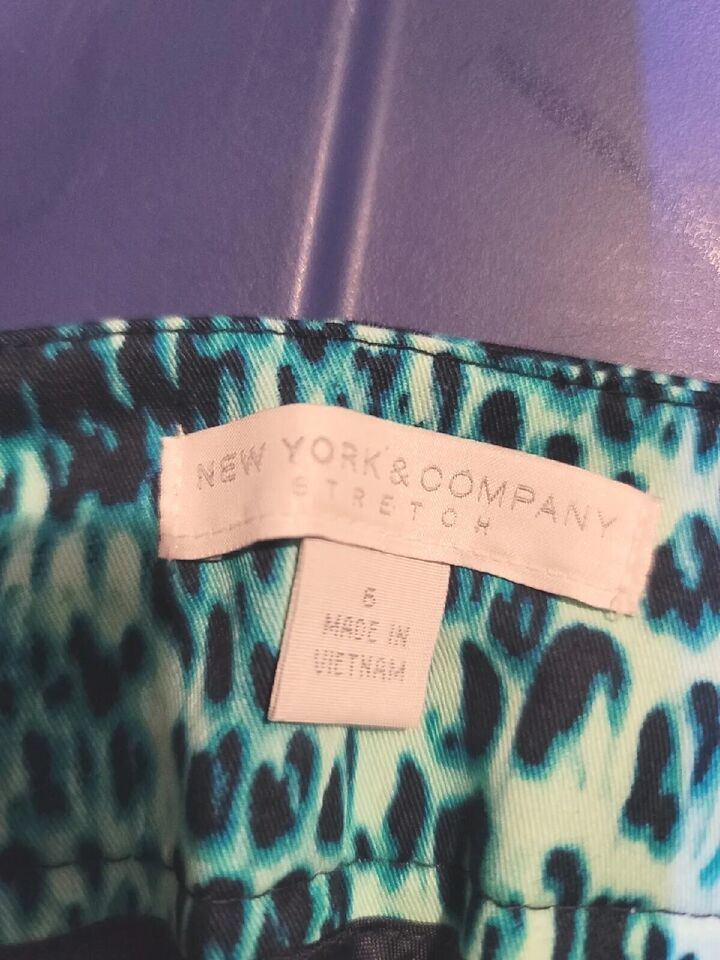 NEW YORK & COMPANY
STRETCH
6
MADE IN
VIETNAM